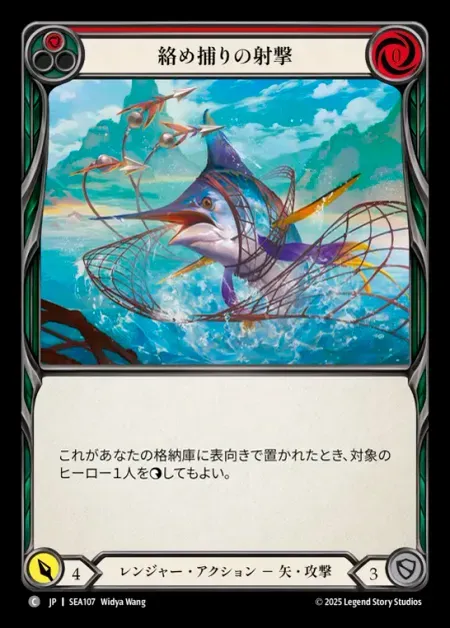 絡め捕りの射撃
0
これがあなたの格納庫に表向きで置かれたとき、対象の
ヒーロー1人をしてもよい。
4
レンジャー・アクション － 矢・攻撃
3
C JP | SEA107 Widya Wang
© 2025 Legend Story Studios